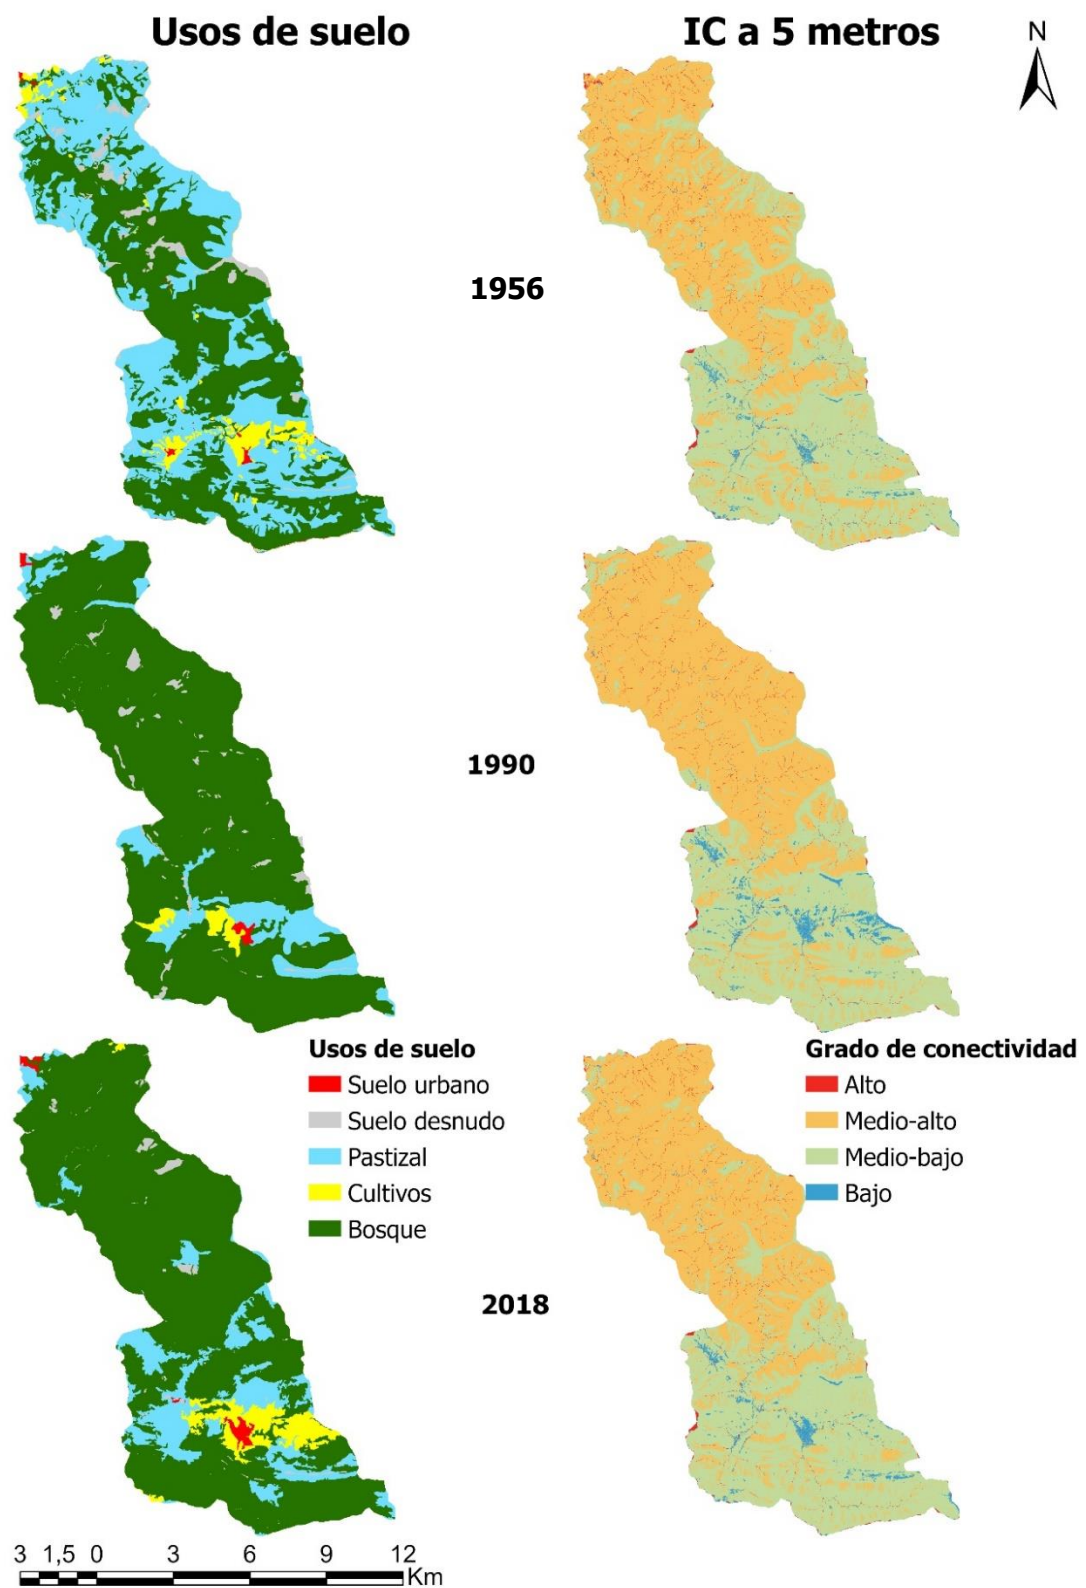 Usos de suelo
IC a 5 metros
N
1956
1990
Usos de suelo
Suelo urbano
Suelo desnudo
Pastizal
Cultivos
Bosque
Grado de conectividad
Alto
Medio-alto
Medio-bajo
Bajo
2018
3 1,5 0 3 6 9 12
Km